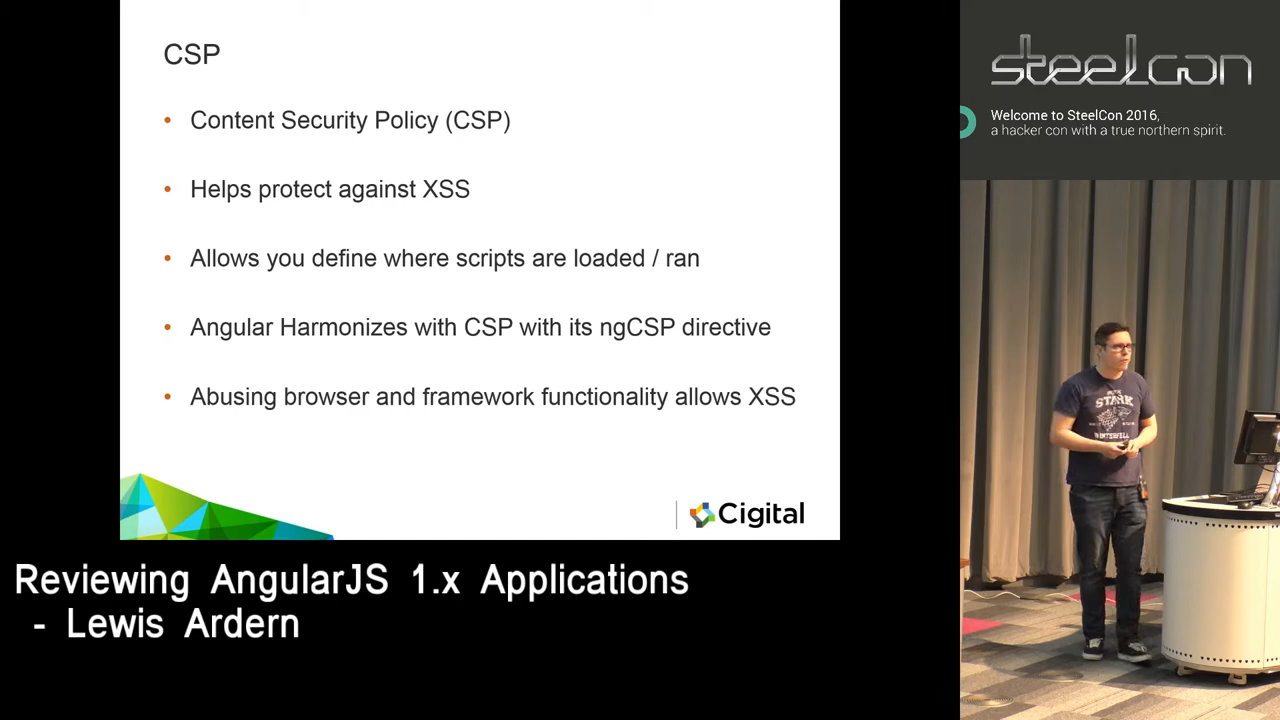 CSP
• Content Security Policy (CSP)
• Helps protect against XSS
• Allows you define where scripts are loaded / ran
• Angular Harmonizes with CSP with its ngCSP directive
• Abusing browser and framework functionality allows XSS
Cigital
Reviewing AngularJS 1.x Applications
- Lewis Ardern
steelcon
Welcome to SteelCon 2016,
a hacker con with a true northern spirit.
STARK
WINTERFELL